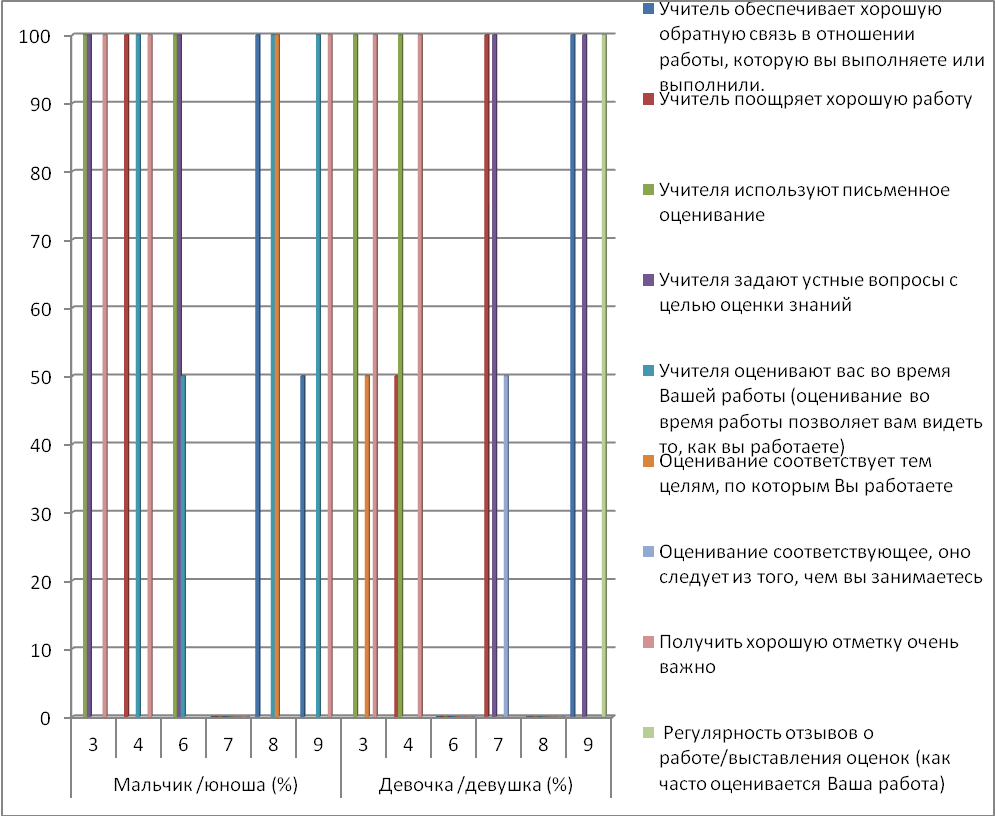 100
90
80
70
60
50
40
30
20
10
0
3 4 6 7 8 9 3 4 6 7 8 9
Мальчик /юноша (%) Девочка /девушка (%)
Учитель обеспечивает хорошую
обратную связь в отношении
работы, которую вы выполняете или
выполнили.
Учитель поощряет хорошую работу
Учителя используют письменное
оценивание
Учителя задают устные вопросы с
целью оценки знаний
Учителя оценивают вас во время
Вашей работы (оценивание во
время работы позволяет вам видеть
то, как вы работаете)
Оценивание соответствует тем
целям, по которым Вы работаете
Оценивание соответствующее, оно
следует из того, чем вы занимаетесь
Получить хорошую отметку очень
важно
Регулярность отзывов о
работе/выставления оценок (как
часто оценивается Ваша работа)